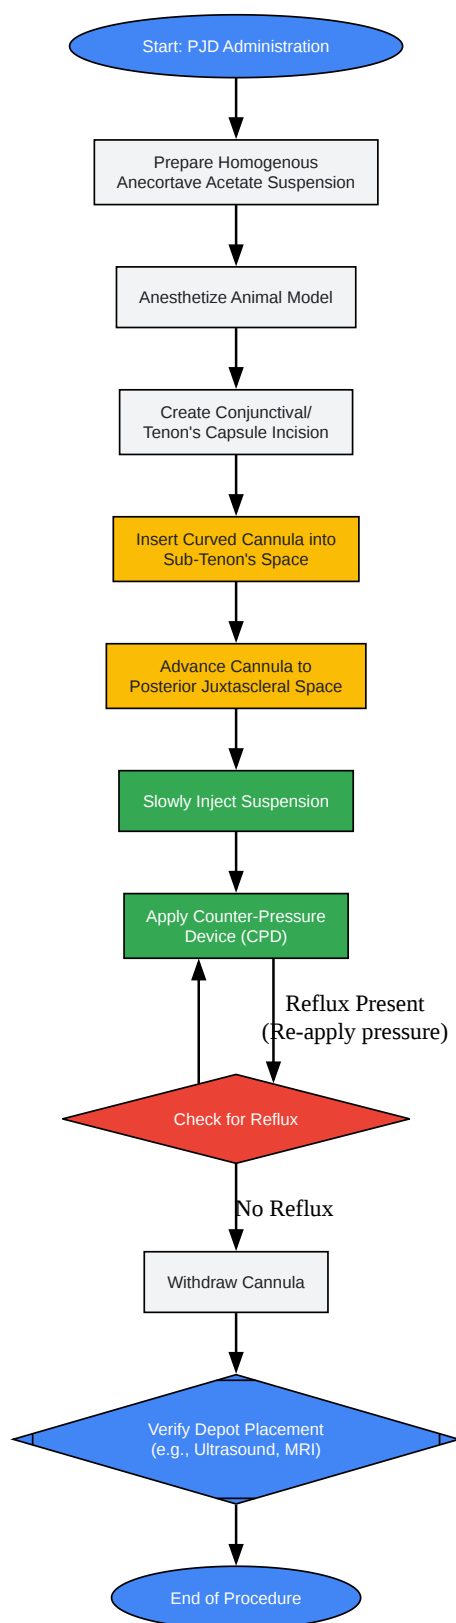 Start: PJD Administration
Prepare Homogenous
Anecortave Acetate Suspension
Anesthetize Animal Model
Create Conjunctival/
Tenon's Capsule Incision
Insert Curved Cannula into
Sub-Tenon's Space
Advance Cannula to
Posterior Juxtascleral Space
Slowly Inject Suspension
Apply Counter-Pressure
Device (CPD)
Reflux Present
(Re-apply pressure)
Check for Reflux
No Reflux
Withdraw Cannula
Verify Depot Placement
(e.g., Ultrasound, MRI)
End of Procedure